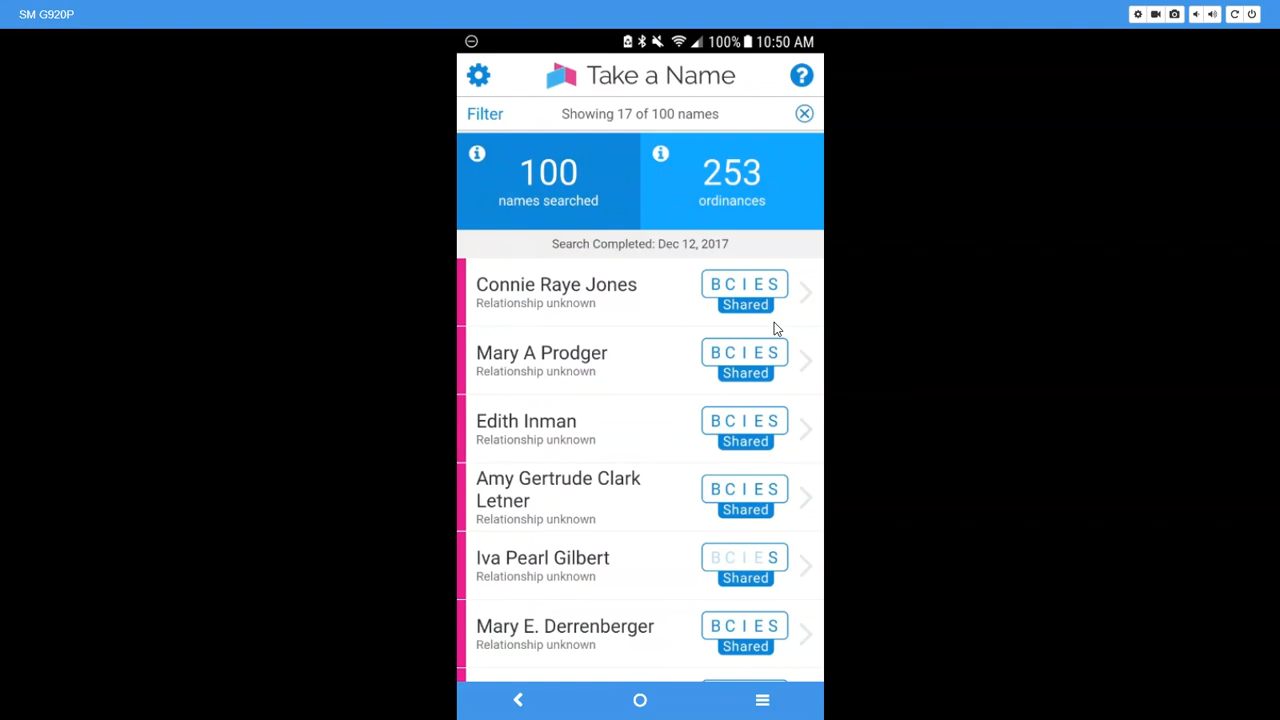 SM G920P
100% 10:50 AM
Take a Name
Filter Showing 17 of 100 names
100
names searched
253
ordinances
Search Completed: Dec 12, 2017
Connie Raye Jones
Relationship unknown
B C I E S
Shared
Mary A Prodger
Relationship unknown
B C I E S
Shared
Edith Inman
Relationship unknown
B C I E S
Shared
Amy Gertrude Clark
Letner
Relationship unknown
B C I E S
Shared
Iva Pearl Gilbert
Relationship unknown
B C I E S
Shared
Mary E. Derrenberger
Relationship unknown
B C I E S
Shared